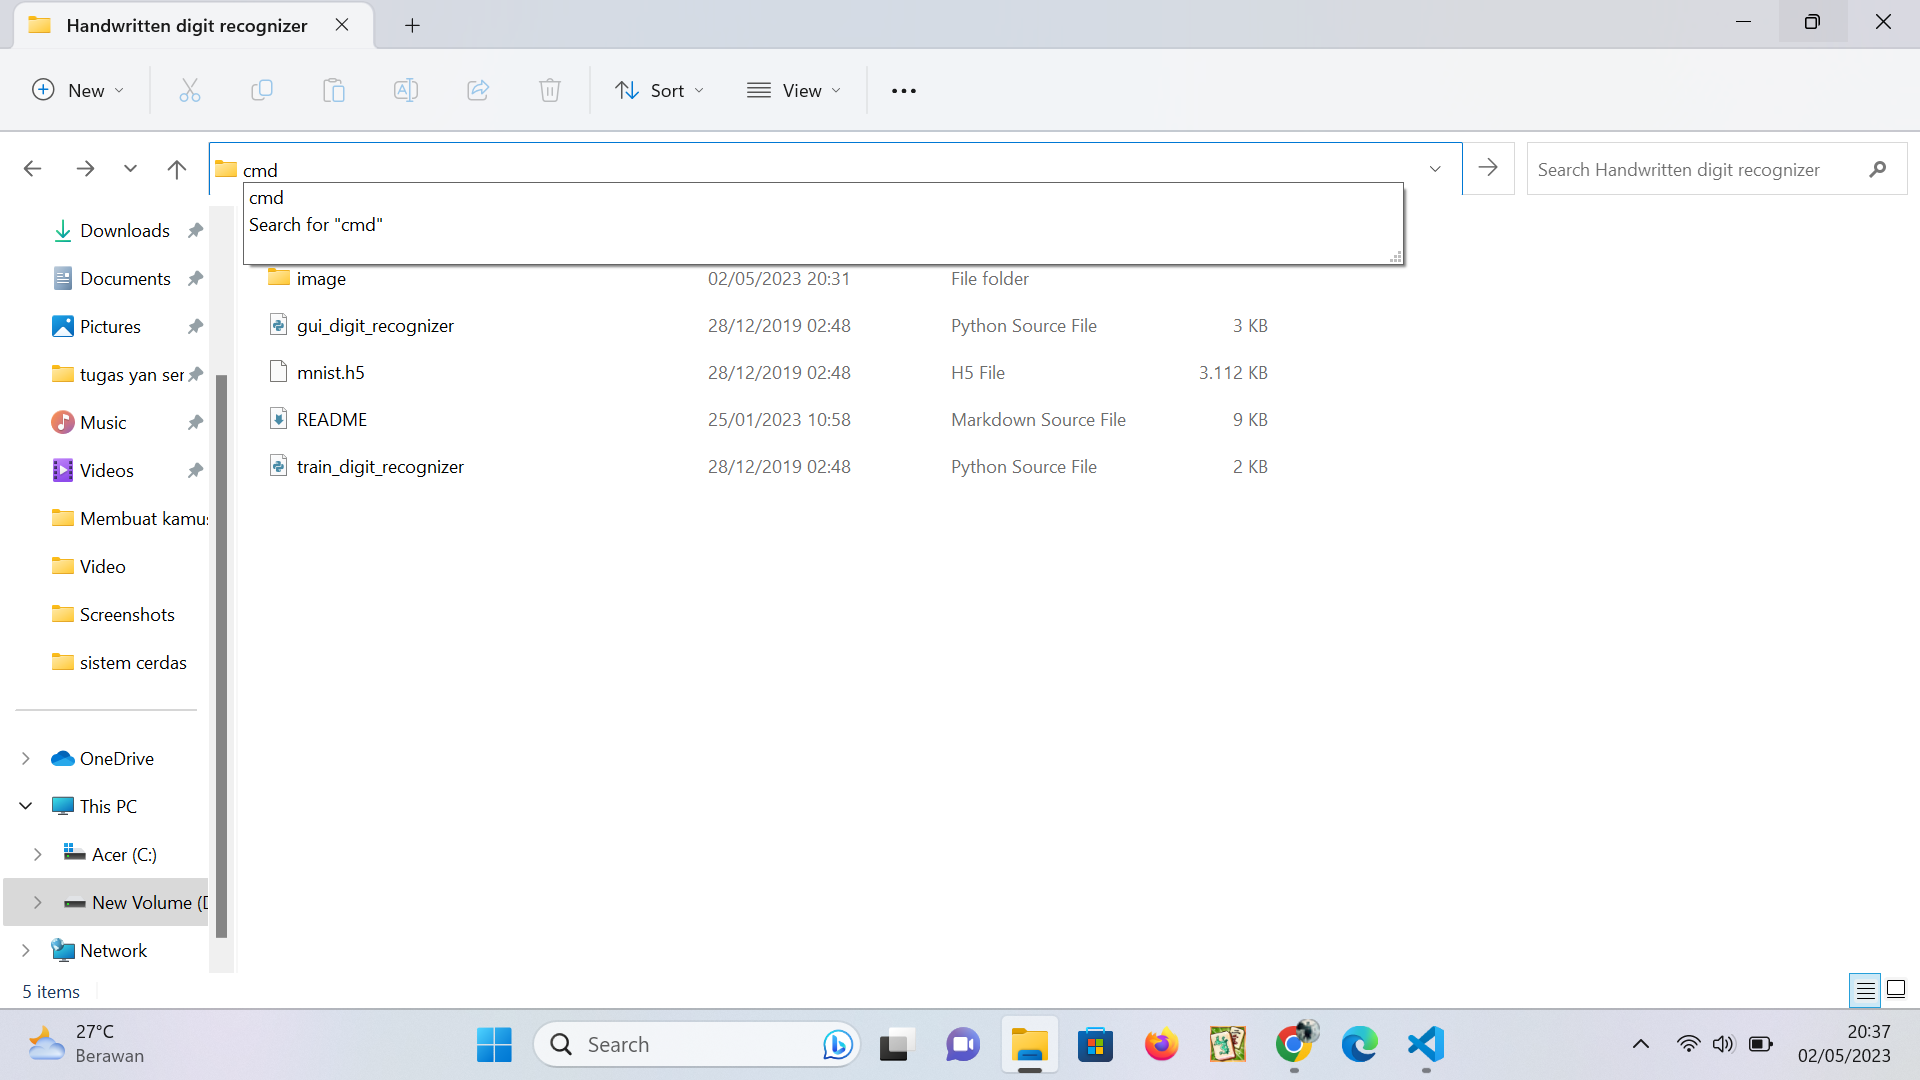 Handwritten digit recognizer
New
Sort
View
cmd
Search Handwritten digit recognizer
cmd
Search for "cmd"
Downloads
Documents
Pictures
tugas yan ser
Music
Videos
Membuat kamus
Video
Screenshots
sistem cerdas
OneDrive
This PC
Acer (C:)
New Volume (D
Network
image 02/05/2023 20:31 File folder
gui_digit_recognizer 28/12/2019 02:48 Python Source File 3 KB
mnist.h5 28/12/2019 02:48 H5 File 3.112 KB
README 25/01/2023 10:58 Markdown Source File 9 KB
train_digit_recognizer 28/12/2019 02:48 Python Source File 2 KB
5 items
27°C
Berawan
Search
20:37
02/05/2023